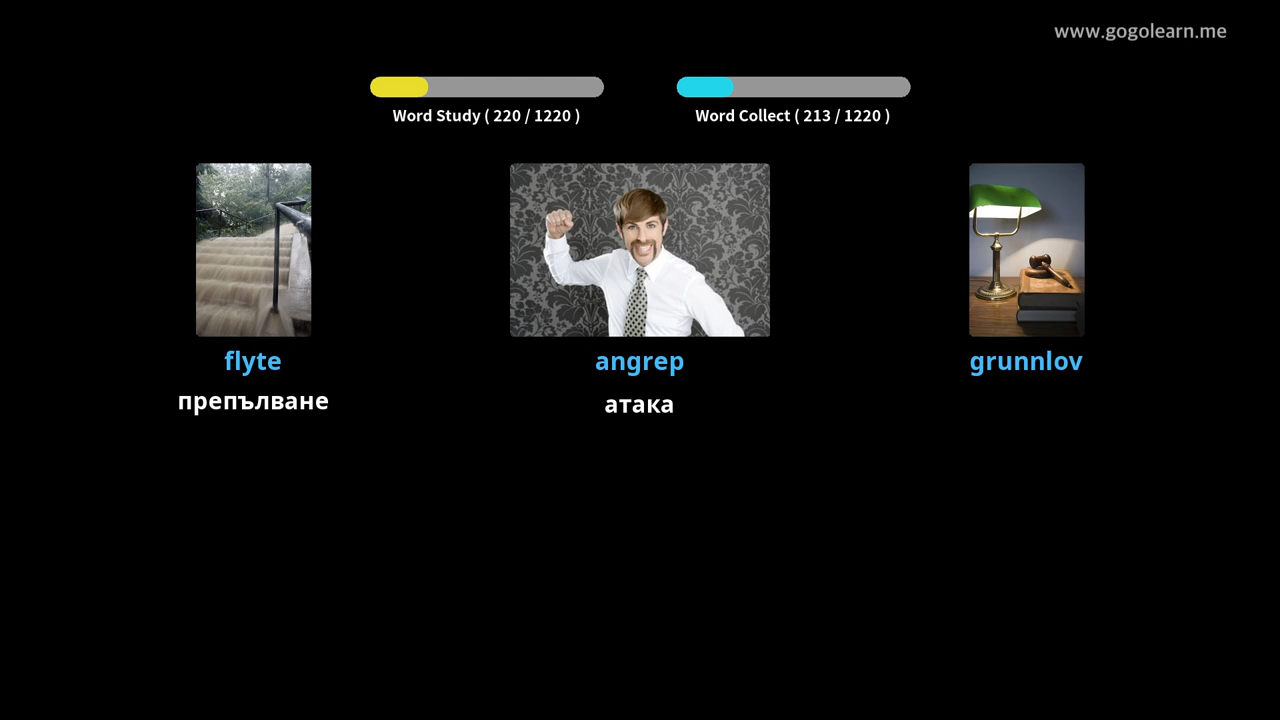 www.gogolearn.me
Word Study ( 220 / 1220 )
Word Collect ( 213 / 1220 )
flyte
angrep
grunnlov
препълване
атака